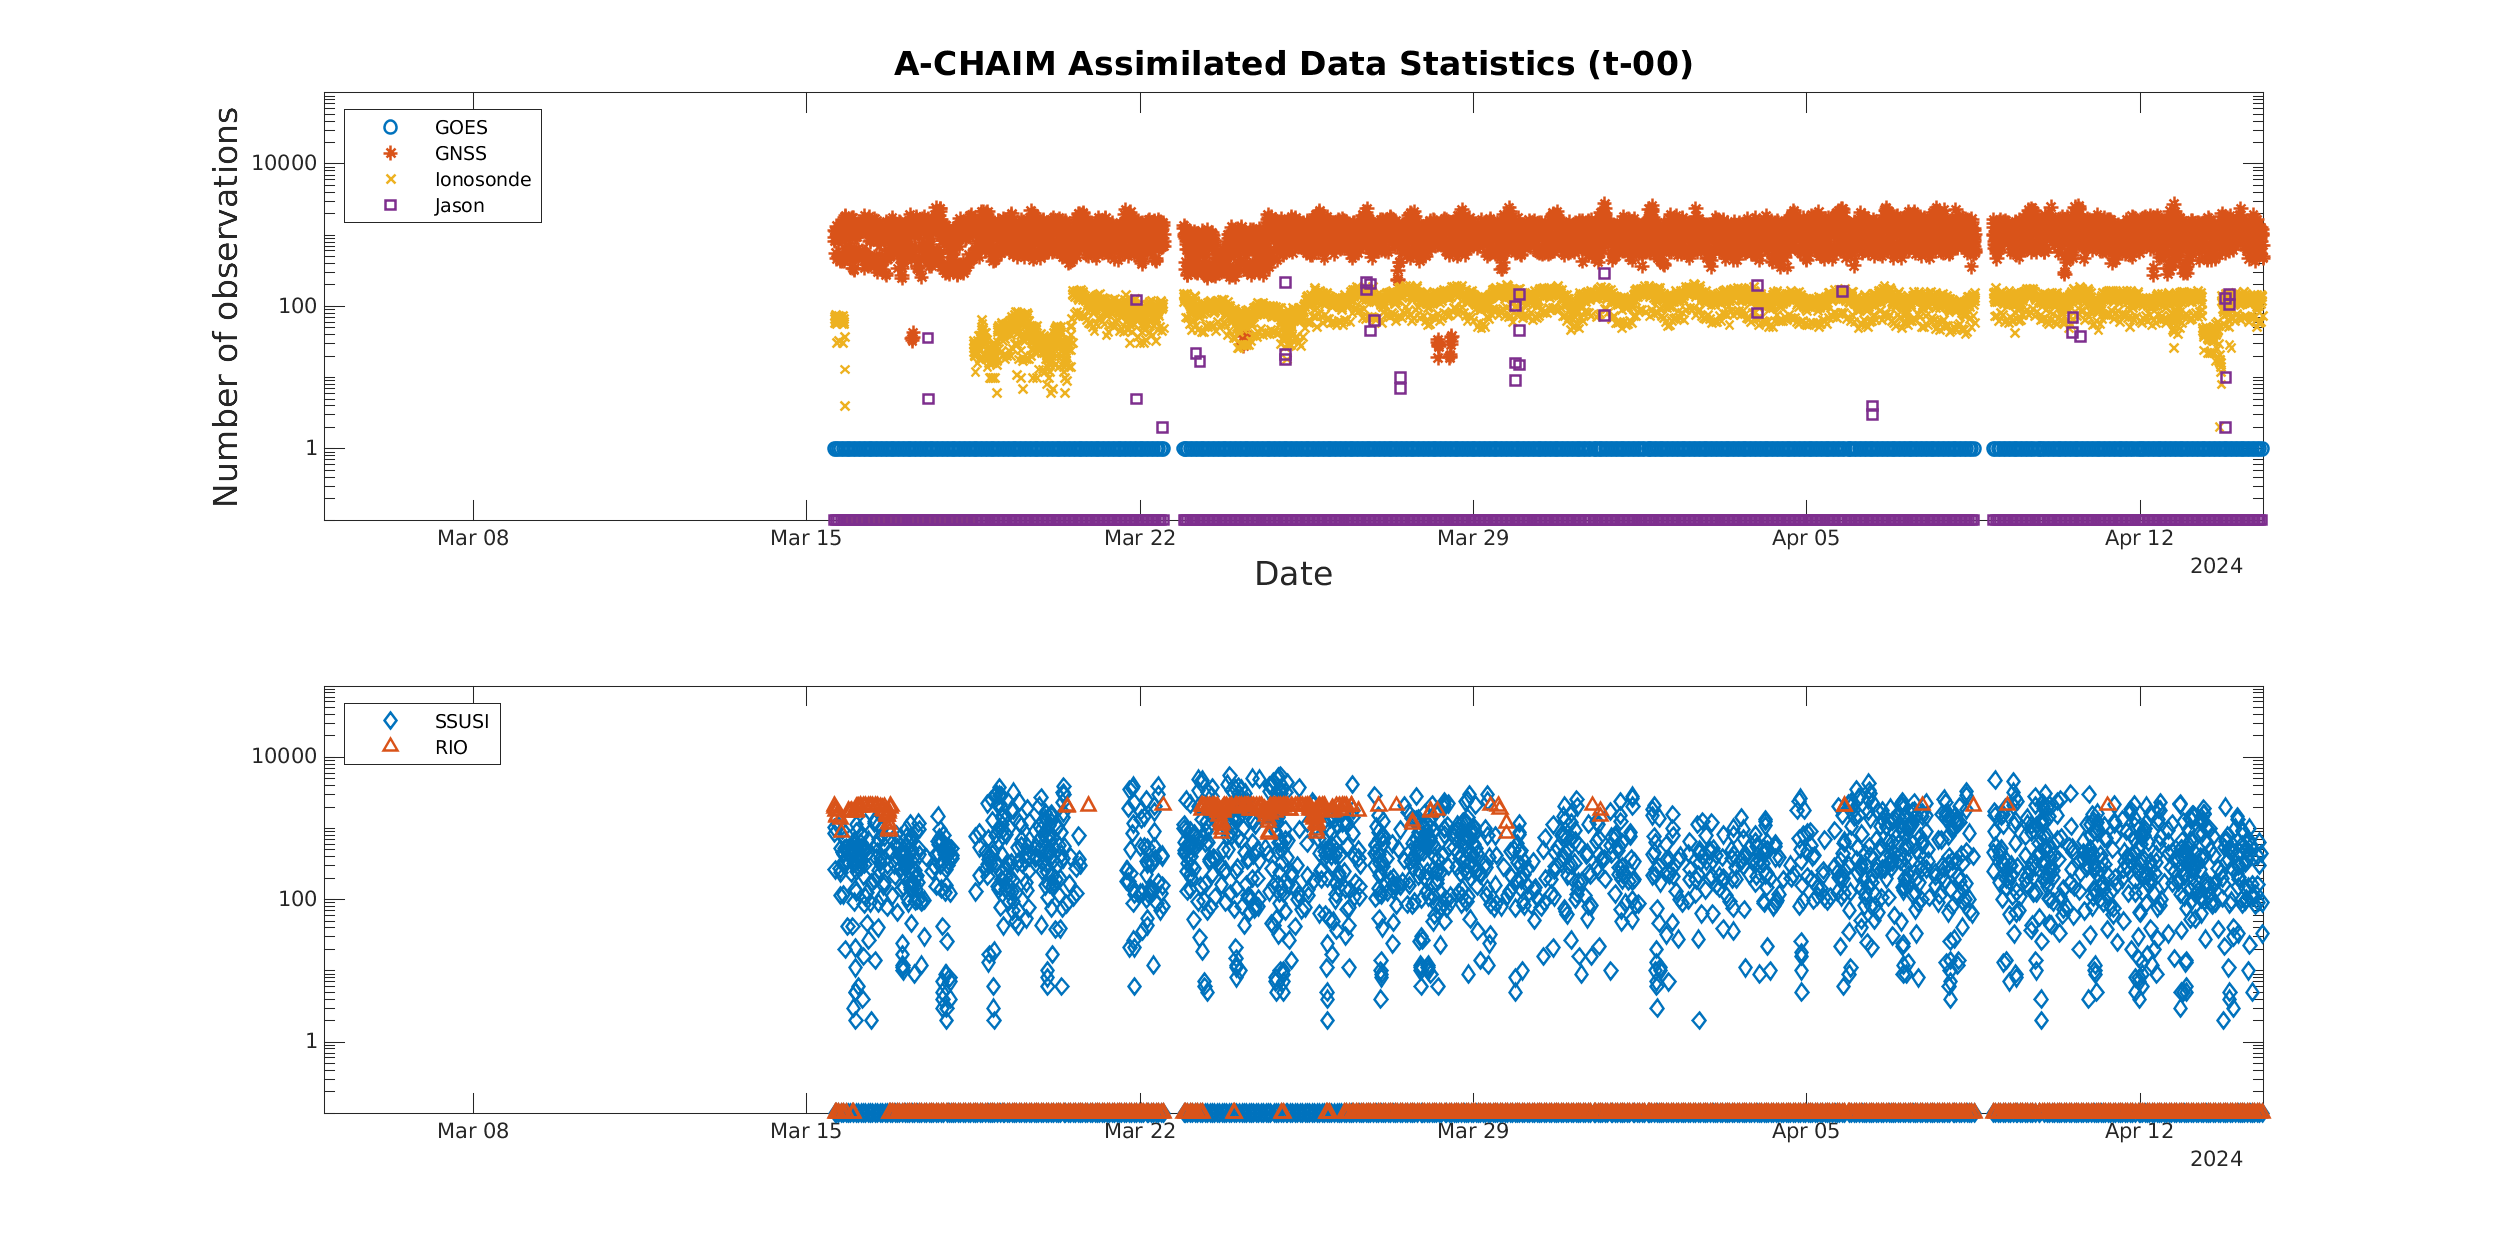 A-CHAIM Assimilated Data Statistics (t-00)
Number of observations
GOES
GNSS
Ionosonde
Jason
10000
100
1
Mar 08 Mar 15 Mar 22 Mar 29 Apr 05 Apr 12
2024
Date
SSUSI
RIO
10000
100
1
Mar 08 Mar 15 Mar 22 Mar 29 Apr 05 Apr 12
2024